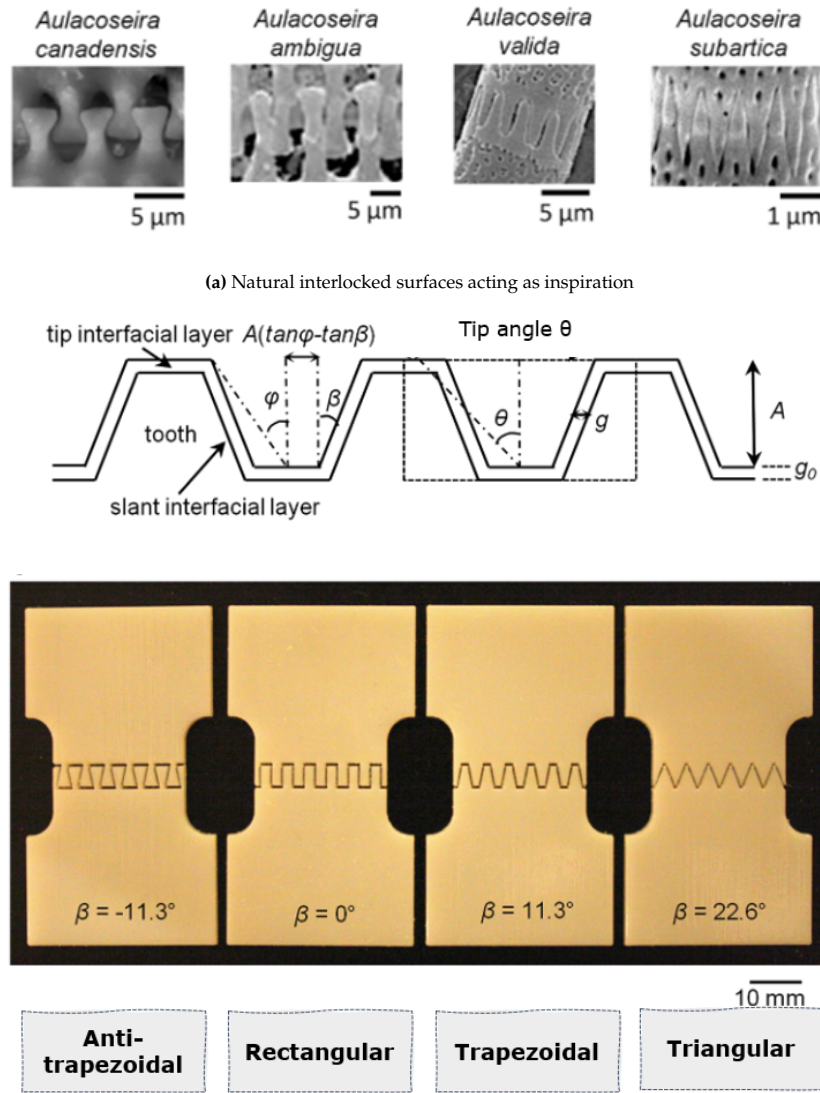 Aulacoseira canadensis
Aulacoseira ambigua
Aulacoseira valida
Aulacoseira subartica
5 μm
5 μm
5 μm
1 μm
(a) Natural interlocked surfaces acting as inspiration
tip interfacial layer
A(tanφ-tanβ)
Tip angle θ
φ
β
θ
g
A
tooth
g₀
slant interfacial layer
β = -11.3°
β = 0°
β = 11.3°
β = 22.6°
10 mm
Anti-
trapezoidal
Rectangular
Trapezoidal
Triangular